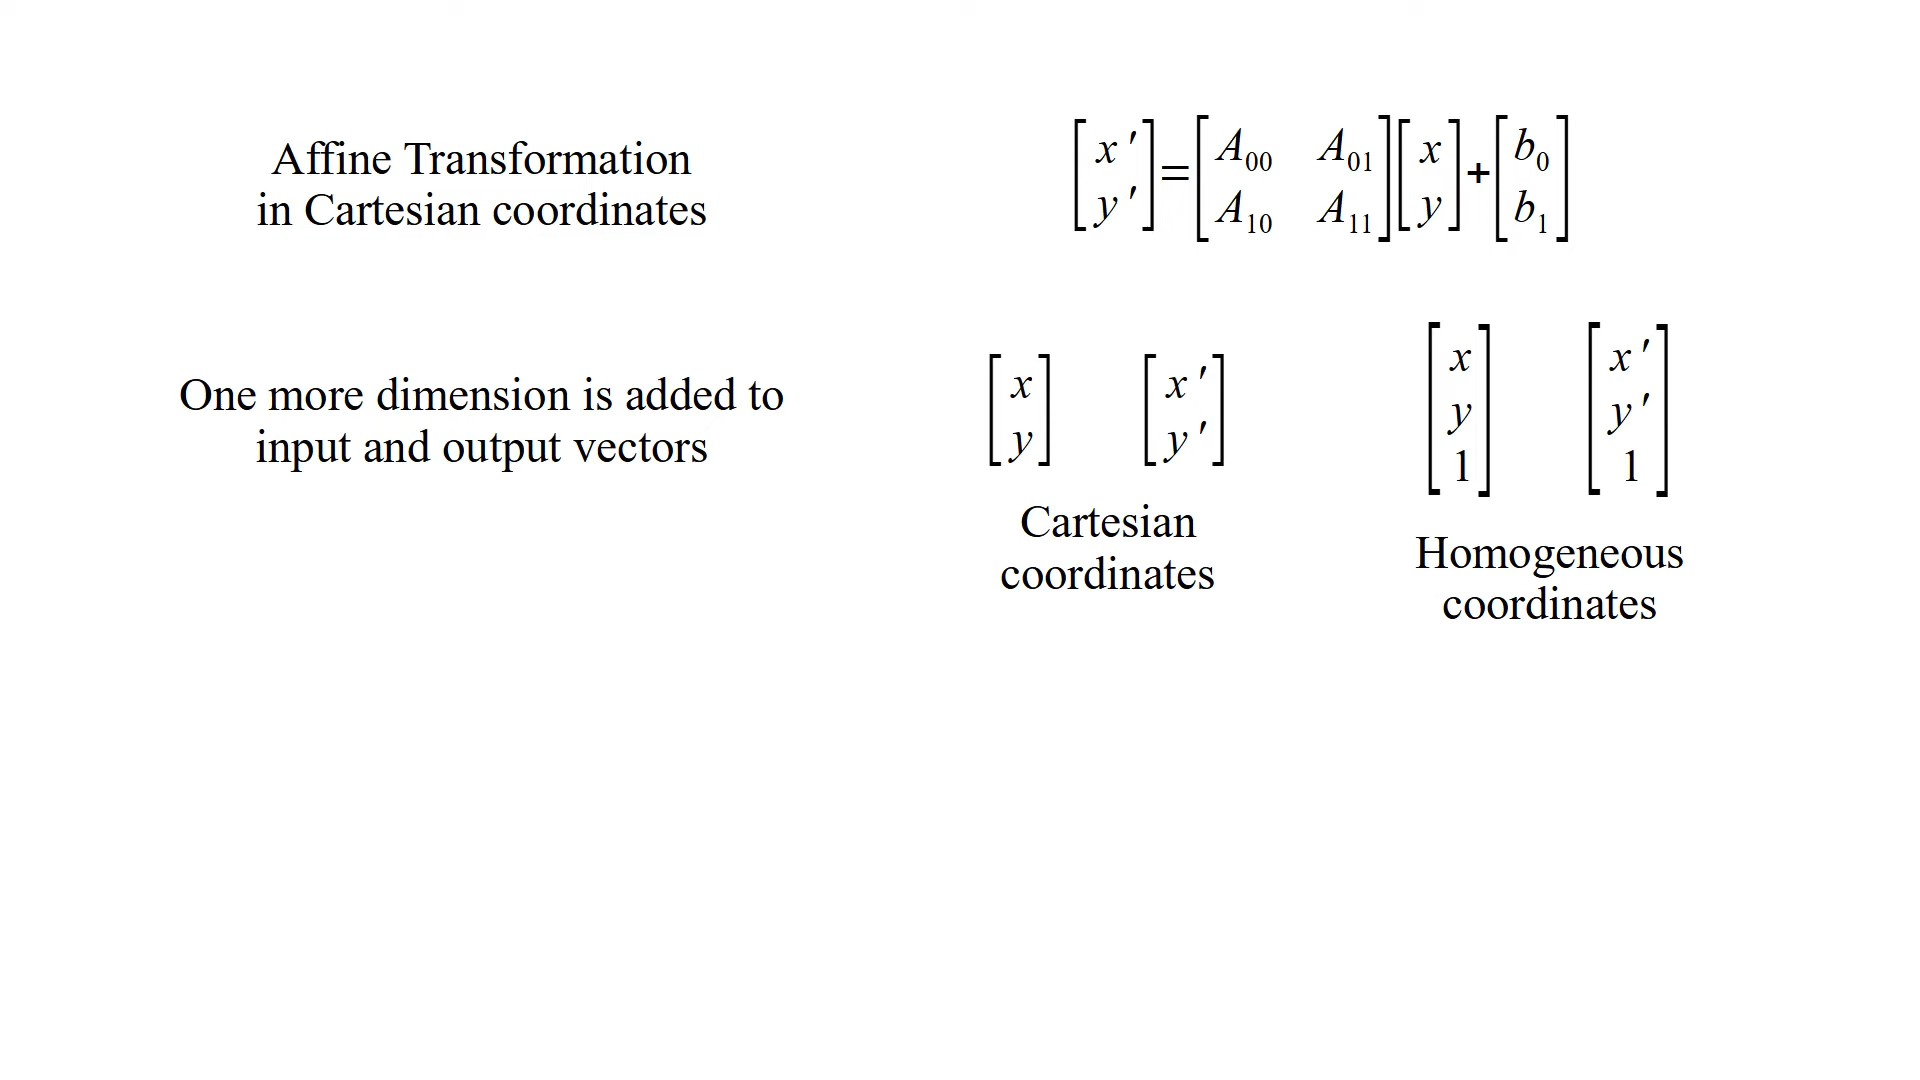 Affine Transformation
in Cartesian coordinates
[x ′ y ′] = [A₀₀ A₀₁ A₁₀ A₁₁] [x y] + [b₀ b₁]
One more dimension is added to
input and output vectors
[x y] [x ′ y ′]
Cartesian
coordinates
[x y 1] [x ′ y ′ 1]
Homogeneous
coordinates